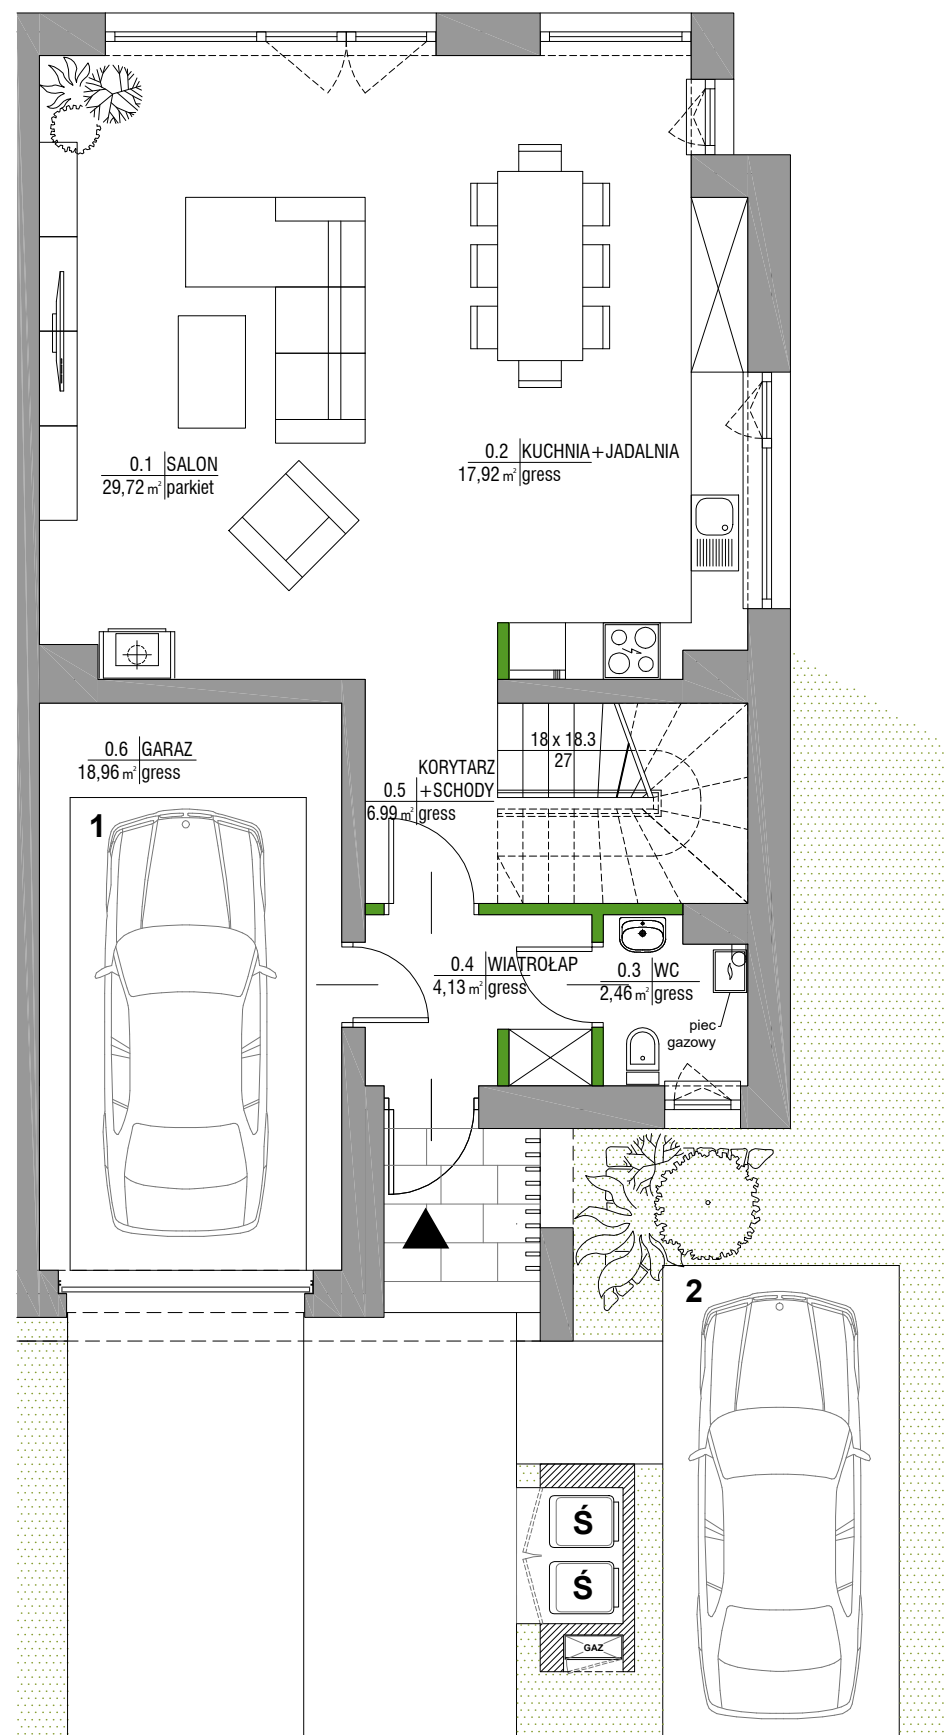 0.1 SALON
29,72 m² parkiet
0.2 KUCHNIA+JADALNIA
17,92 m² gress
0.6 GARAZ
18,96 m² gress
18 x 18.3
27
KORYTARZ
0.5 +SCHODY
6.99 m² gress
1
0.4 WIATROŁAP
4,13 m² gress
0.3 WC
2,46 m² gress
piec
gazowy
2
Ś
Ś
GAZ